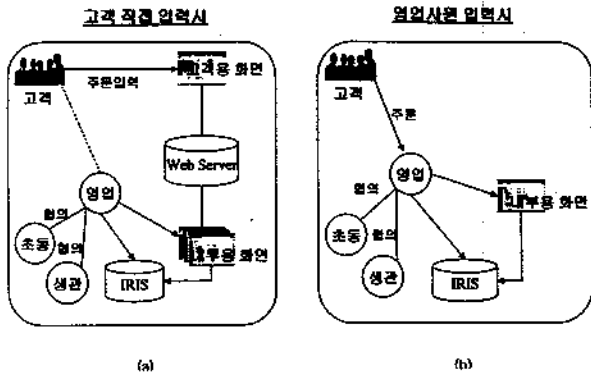 고객 직접 입력시
고객용 화면
주문입력
고객
Web Server
영업
협의
초동
협의
내부용 화면
생관
IRIS
(a)
영업사원 입력시
고객
주문
영업
협의
내부용 화면
초동
협의
생관
IRIS
(b)